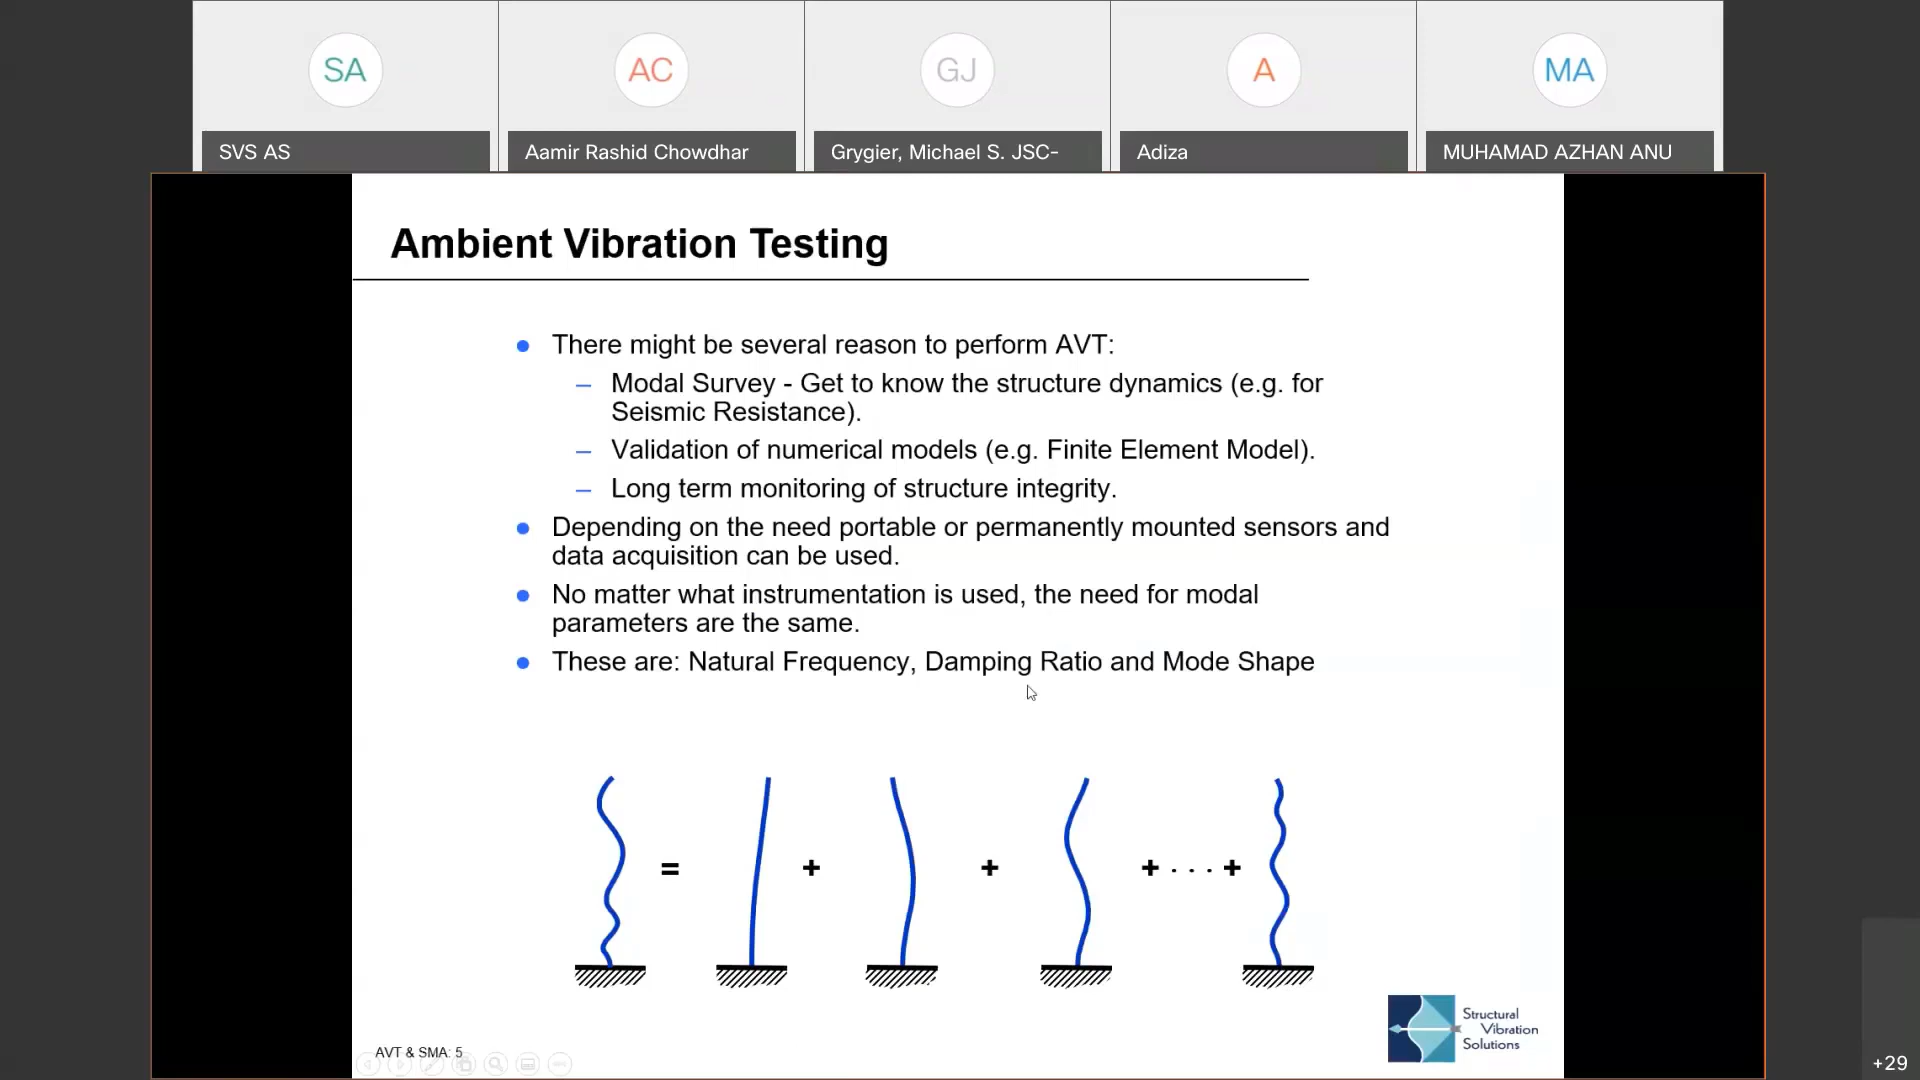 SA
AC
GJ
A
MA
SVS AS
Aamir Rashid Chowdhar
Grygier, Michael S. JSC-
Adiza
MUHAMAD AZHAN ANU
Ambient Vibration Testing
There might be several reason to perform AVT:
– Modal Survey - Get to know the structure dynamics (e.g. for
Seismic Resistance).
– Validation of numerical models (e.g. Finite Element Model).
– Long term monitoring of structure integrity.
Depending on the need portable or permanently mounted sensors and
data acquisition can be used.
No matter what instrumentation is used, the need for modal
parameters are the same.
These are: Natural Frequency, Damping Ratio and Mode Shape
= + + + · · · +
Structural
Vibration
Solutions
AVT & SMA: 5
+29